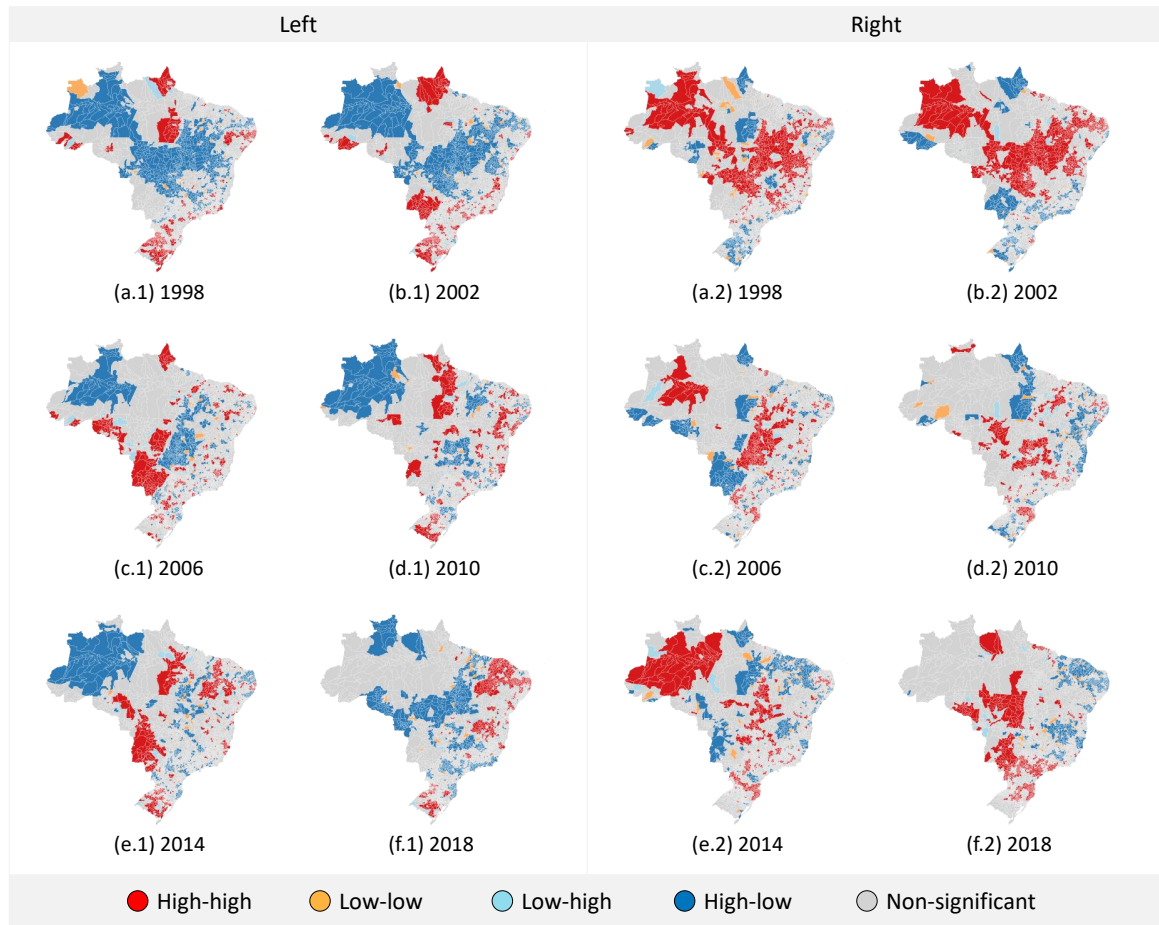 Left Right
(a.1) 1998 (b.1) 2002 (a.2) 1998 (b.2) 2002
(c.1) 2006 (d.1) 2010 (c.2) 2006 (d.2) 2010
(e.1) 2014 (f.1) 2018 (e.2) 2014 (f.2) 2018
High-high Low-low Low-high High-low Non-significant